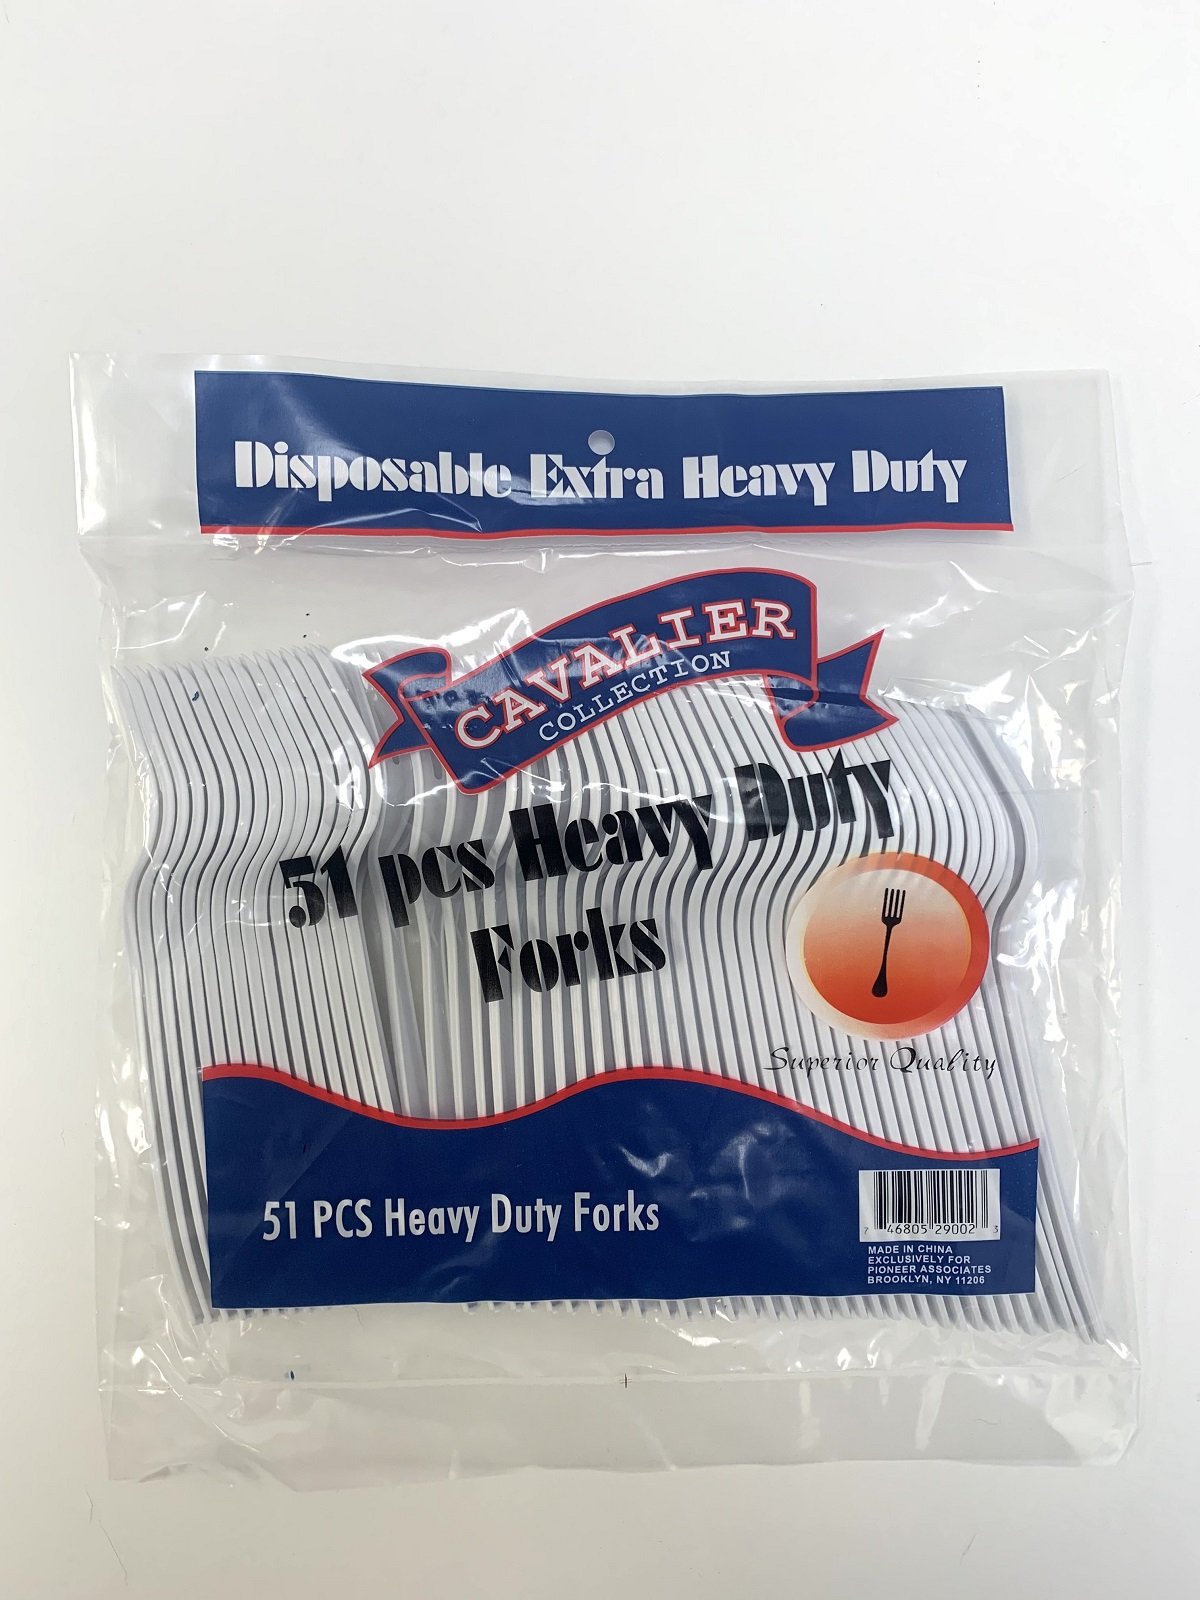 Disposable Extra Heavy Duty
CAVALIER
COLLECTION
51 pcs Heavy Duty
Forks
Superior Quality
51 PCS Heavy Duty Forks
7 46805 29002 3
MADE IN CHINA
EXCLUSIVELY FOR
PIONEER ASSOCIATES
BROOKLYN, NY 11206